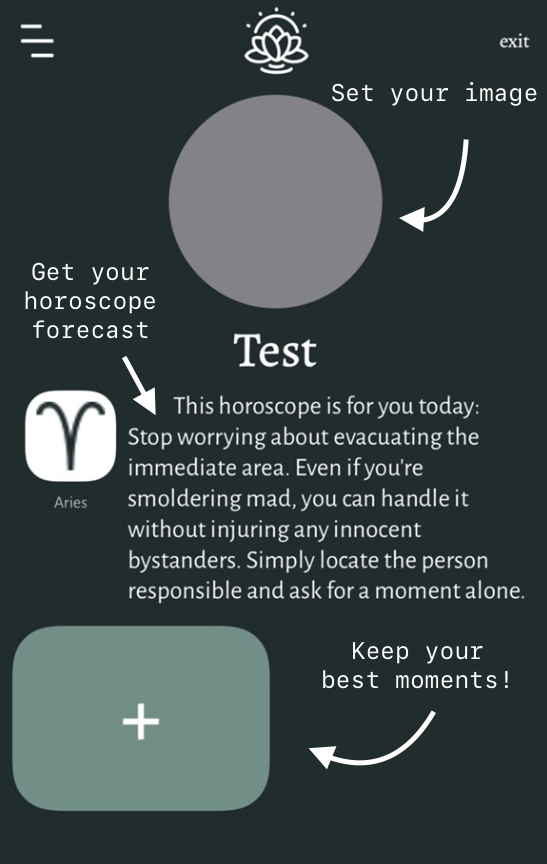 exit
Set your image
Get your
horoscope
forecast
Test
This horoscope is for you today:
Stop worrying about evacuating the
immediate area. Even if you're
smoldering mad, you can handle it
without injuring any innocent
bystanders. Simply locate the person
responsible and ask for a moment alone.
Aries
Keep your
best moments!
+